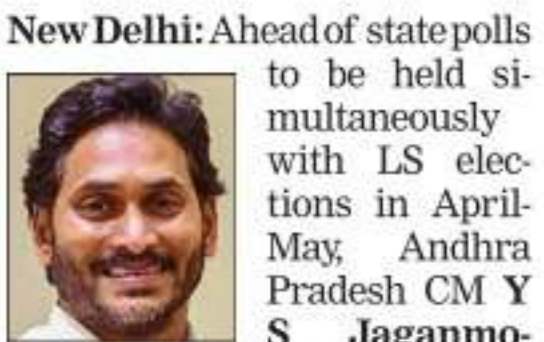 New Delhi: Ahead of state polls
to be held si-
multaneously
with LS elec-
tions in April-
May, Andhra
Pradesh CM Y
S Jaganmo-